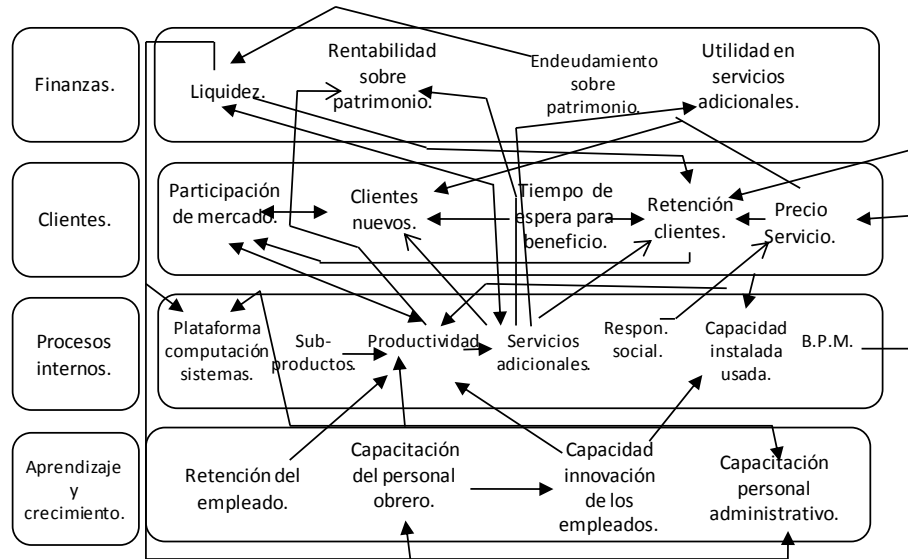 Finanzas.
Liquidez.
Rentabilidad
sobre
patrimonio.
Endeudamiento
sobre
patrimonio.
Utilidad en
servicios
adicionales.
Clientes.
Participación
de mercado.
Clientes
nuevos.
Tiempo de
espera para
beneficio.
Retención
clientes.
Precio
Servicio.
Procesos
internos.
Plataforma
computación
sistemas.
Sub-
productos.
Productividad
Servicios
adicionales.
Respon.
social.
Capacidad
instalada
usada.
B.P.M.
Aprendizaje
y
crecimiento.
Retención del
empleado.
Capacitación
del personal
obrero.
Capacidad
innovación
de los
empleados.
Capacitación
personal
administrativo.